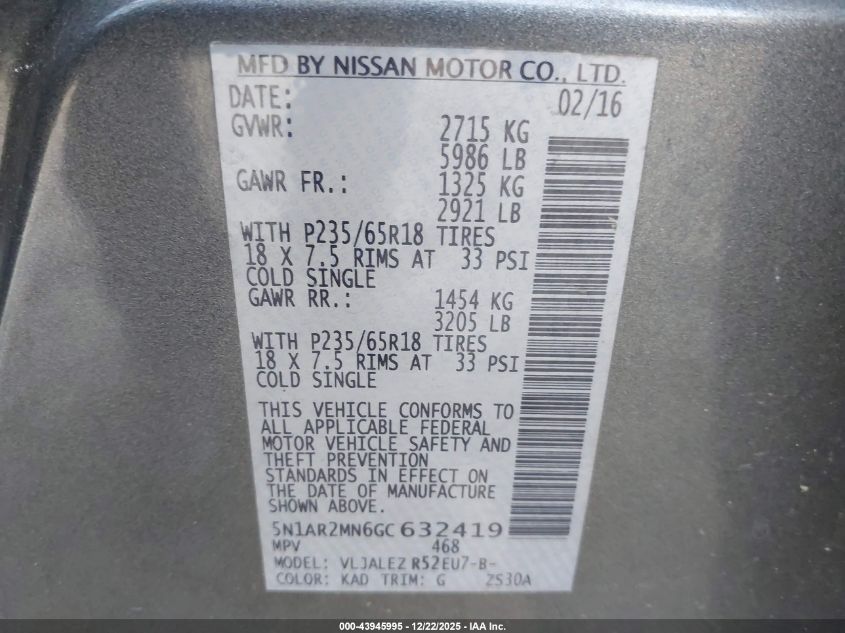 MFD BY NISSAN MOTOR CO., LTD.
DATE: 02/16
GVWR: 2715 KG
5986 LB
GAWR FR.: 1325 KG
2921 LB
WITH P235/65R18 TIRES
18 X 7.5 RIMS AT 33 PSI
COLD SINGLE
GAWR RR.: 1454 KG
3205 LB
WITH P235/65R18 TIRES
18 X 7.5 RIMS AT 33 PSI
COLD SINGLE
THIS VEHICLE CONFORMS TO
ALL APPLICABLE FEDERAL
MOTOR VEHICLE SAFETY AND
THEFT PREVENTION
STANDARDS IN EFFECT ON
THE DATE OF MANUFACTURE
SHOWN ABOVE.
5N1AR2MN6GC632419
MPV 468
MODEL: VLJALEZ R52EU7-B-
COLOR: KAD TRIM: G ZS30A
000-43945995 - 12/22/2025 - IAA Inc.